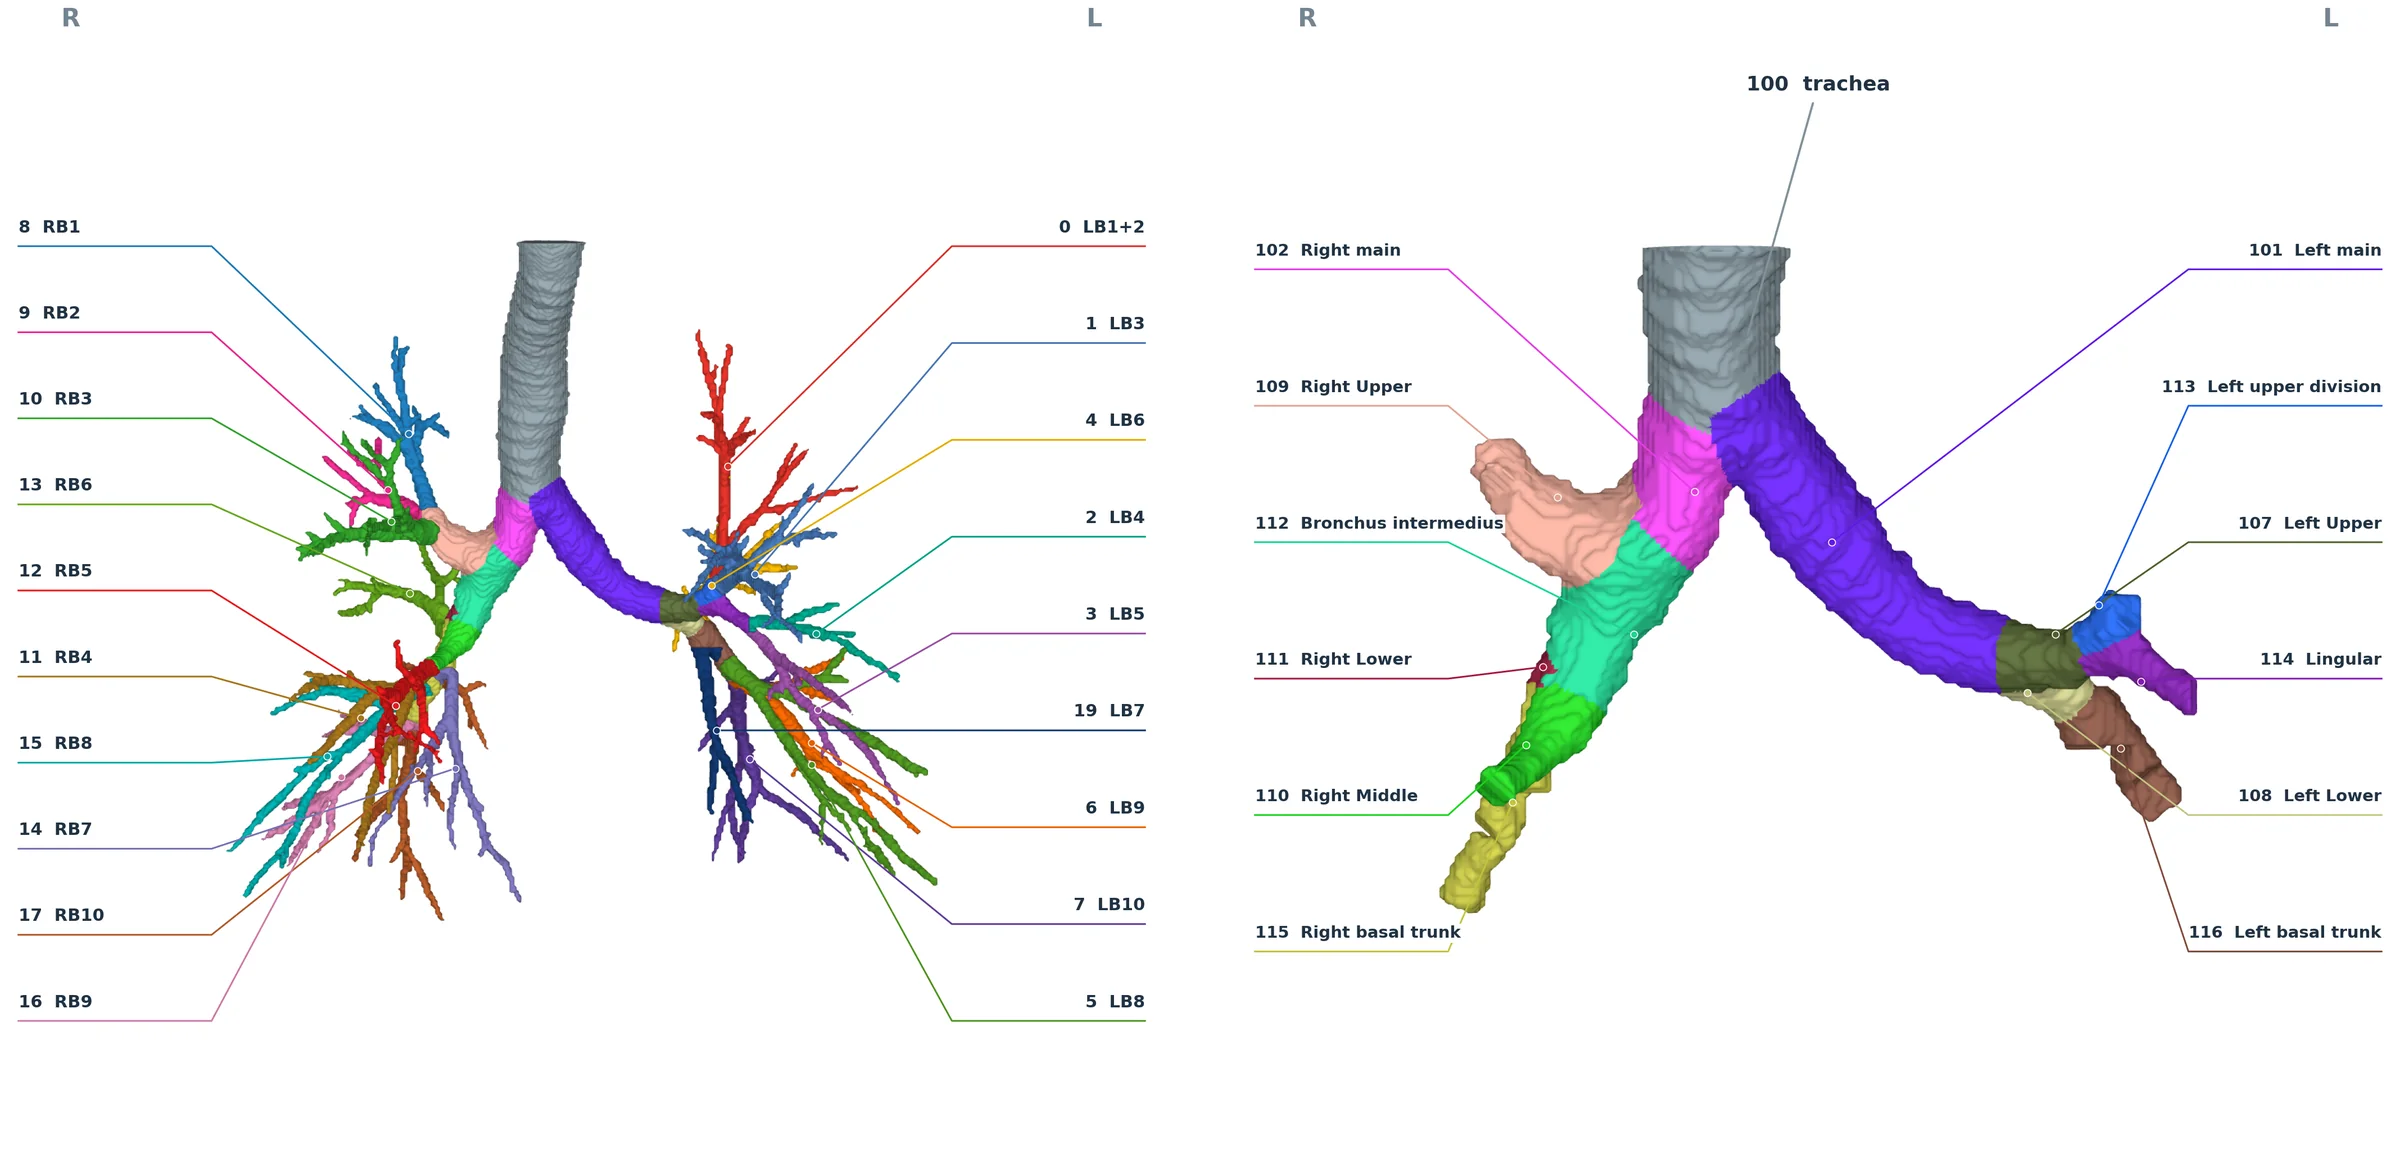 R
L
8 RB1
9 RB2
10 RB3
13 RB6
12 RB5
11 RB4
15 RB8
14 RB7
17 RB10
16 RB9
0 LB1+2
1 LB3
4 LB6
2 LB4
3 LB5
19 LB7
6 LB9
7 LB10
5 LB8
R
L
100 trachea
102 Right main
109 Right Upper
112 Bronchus intermedius
111 Right Lower
110 Right Middle
115 Right basal trunk
101 Left main
113 Left upper division
107 Left Upper
114 Lingular
108 Left Lower
116 Left basal trunk